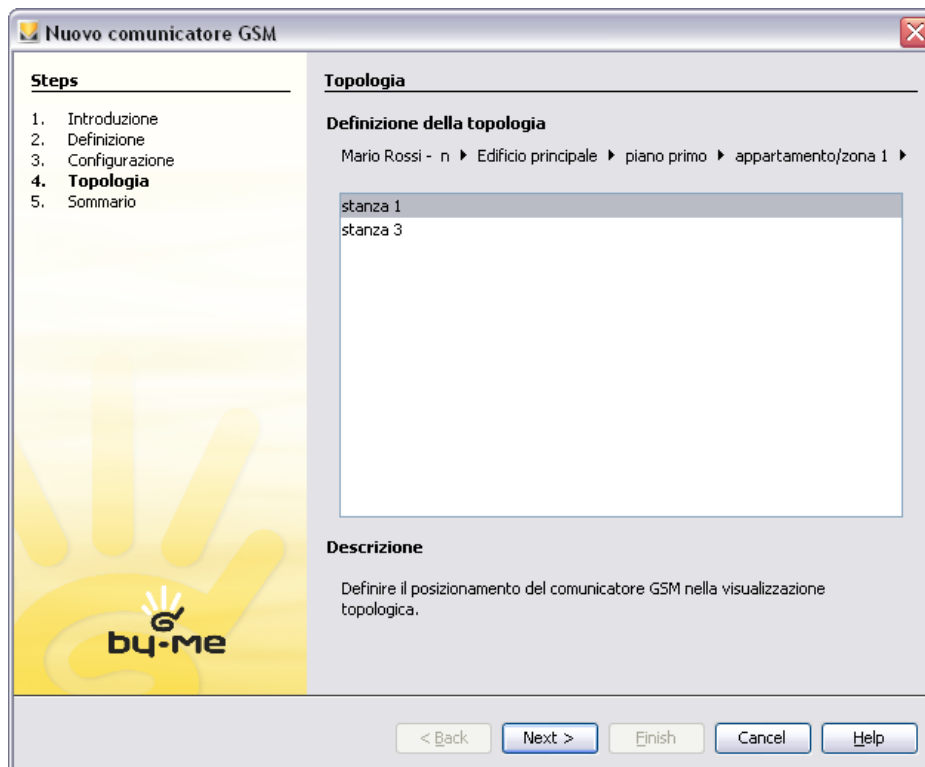 Nuovo comunicatore GSM
Steps
1. Introduzione
2. Definizione
3. Configurazione
4. Topologia
5. Sommario
by-me
Topologia
Definizione della topologia
Mario Rossi - n ▶ Edificio principale ▶ piano primo ▶ appartamento/zona 1 ▶
stanza 1
stanza 3
Descrizione
Definire il posizionamento del comunicatore GSM nella visualizzazione
topologica.
< Back Next > Finish Cancel Help